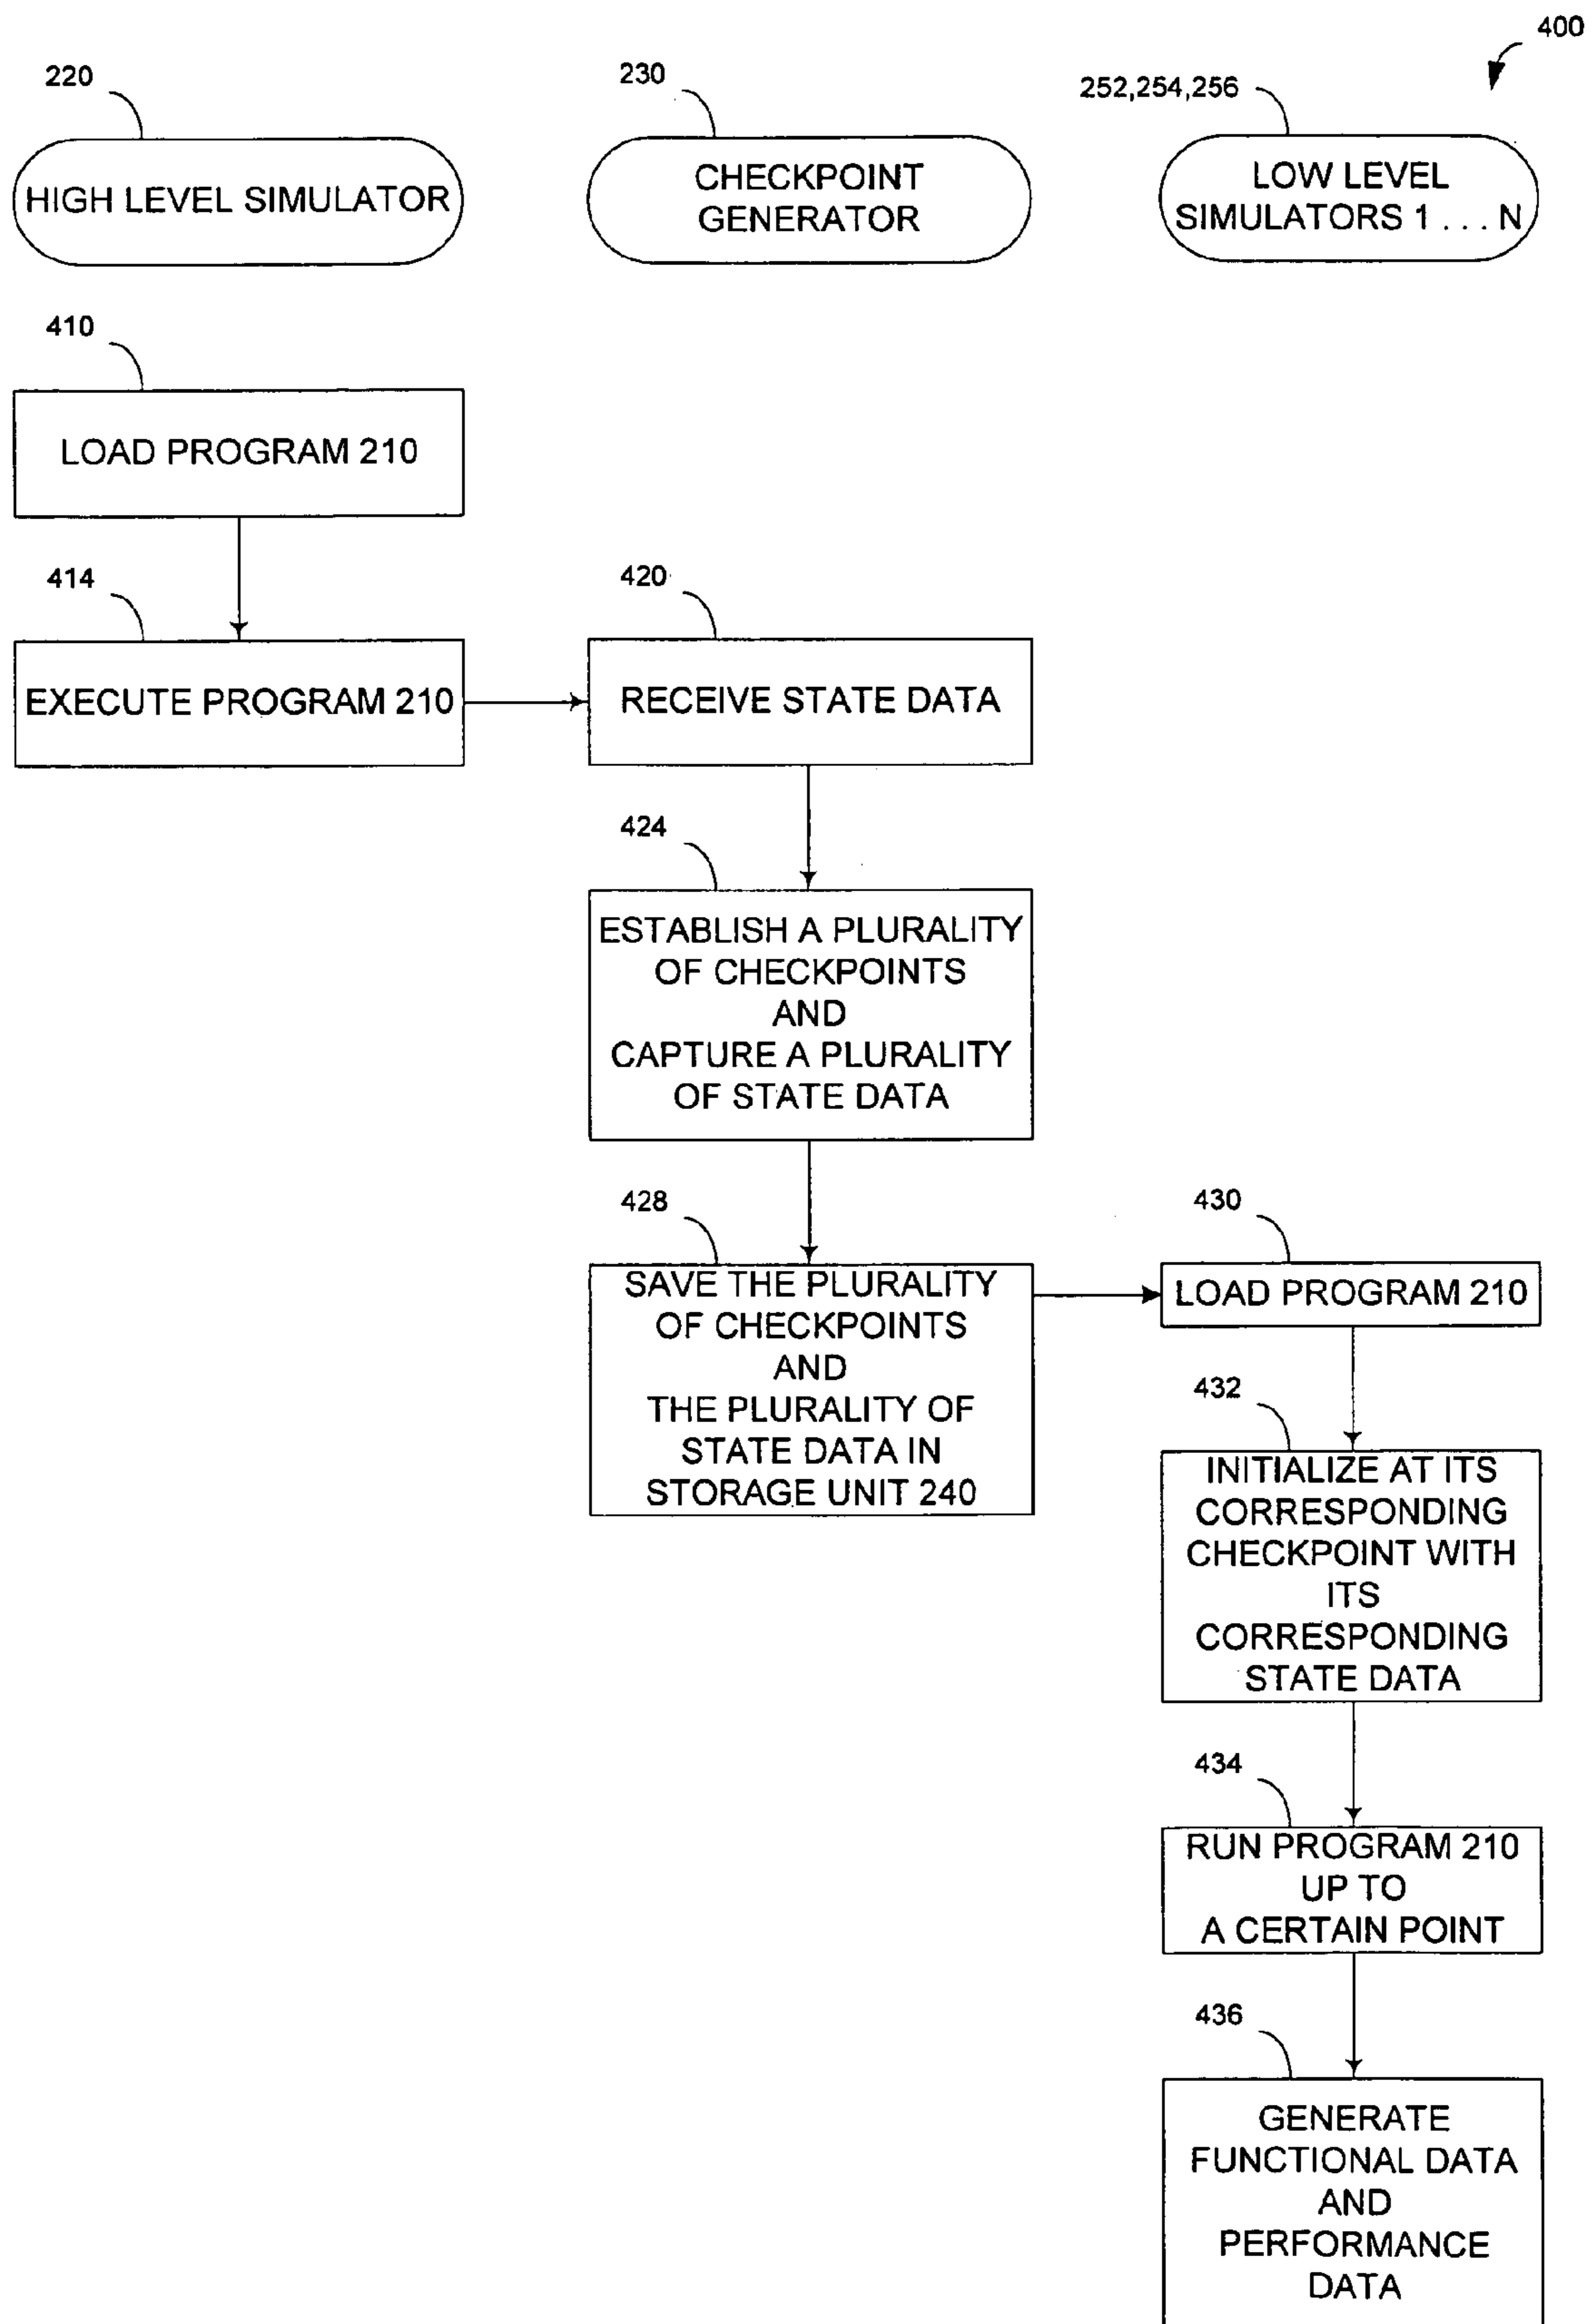 400
220
230
252,254,256
HIGH LEVEL SIMULATOR
CHECKPOINT
GENERATOR
LOW LEVEL
SIMULATORS 1 . . . N
410
LOAD PROGRAM 210
414
EXECUTE PROGRAM 210
420
RECEIVE STATE DATA
424
ESTABLISH A PLURALITY
OF CHECKPOINTS
AND
CAPTURE A PLURALITY
OF STATE DATA
428
SAVE THE PLURALITY
OF CHECKPOINTS
AND
THE PLURALITY OF
STATE DATA IN
STORAGE UNIT 240
430
LOAD PROGRAM 210
432
INITIALIZE AT ITS
CORRESPONDING
CHECKPOINT WITH
ITS
CORRESPONDING
STATE DATA
434
RUN PROGRAM 210
UP TO
A CERTAIN POINT
436
GENERATE
FUNCTIONAL DATA
AND
PERFORMANCE
DATA